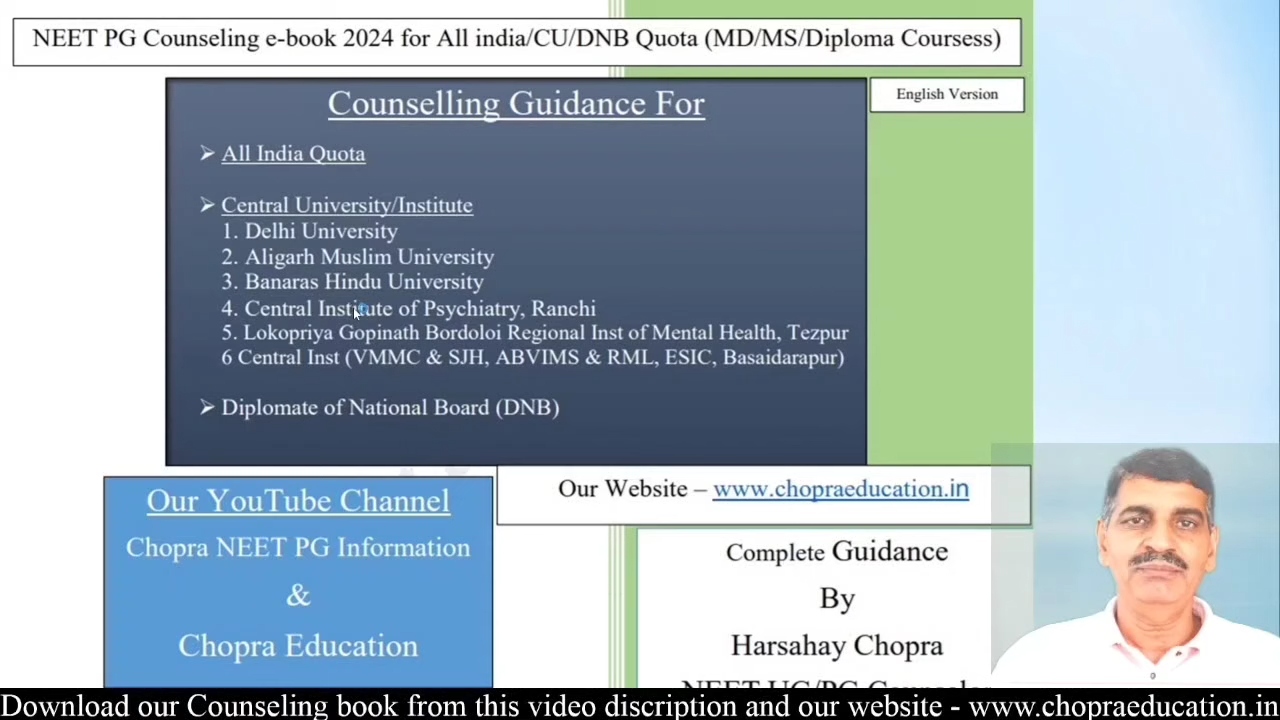 NEET PG Counseling e-book 2024 for All india/CU/DNB Quota (MD/MS/Diploma Coursess)
English Version
Counselling Guidance For
➢ All India Quota
➢ Central University/Institute
1. Delhi University
2. Aligarh Muslim University
3. Banaras Hindu University
4. Central Institute of Psychiatry, Ranchi
5. Lokopriya Gopinath Bordoloi Regional Inst of Mental Health, Tezpur
6 Central Inst (VMMC & SJH, ABVIMS & RML, ESIC, Basaidarapur)
➢ Diplomate of National Board (DNB)
Our YouTube Channel
Chopra NEET PG Information
&
Chopra Education
Our Website – www.chopraeducation.in
Complete Guidance
By
Harsahay Chopra
NEET UG/PG Counselor
Download our Counseling book from this video discription and our website - www.chopraeducation.in